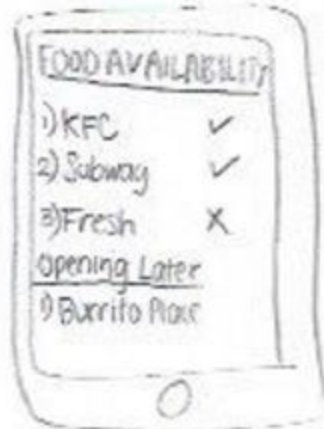 FOOD AVAILABILITY
1) KFC ✓
2) Subway ✓
3) Fresh X
Opening Later
1) Burrito Place